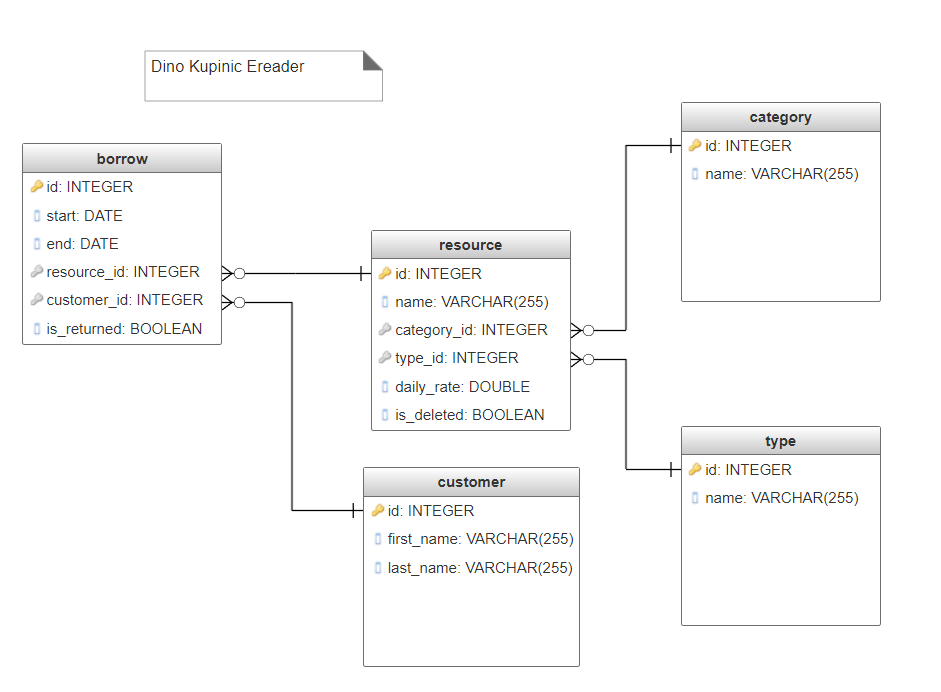 Dino Kupinic Ereader
borrow
id: INTEGER
start: DATE
end: DATE
resource_id: INTEGER
customer_id: INTEGER
is_returned: BOOLEAN
resource
id: INTEGER
name: VARCHAR(255)
category_id: INTEGER
type_id: INTEGER
daily_rate: DOUBLE
is_deleted: BOOLEAN
customer
id: INTEGER
first_name: VARCHAR(255)
last_name: VARCHAR(255)
category
id: INTEGER
name: VARCHAR(255)
type
id: INTEGER
name: VARCHAR(255)